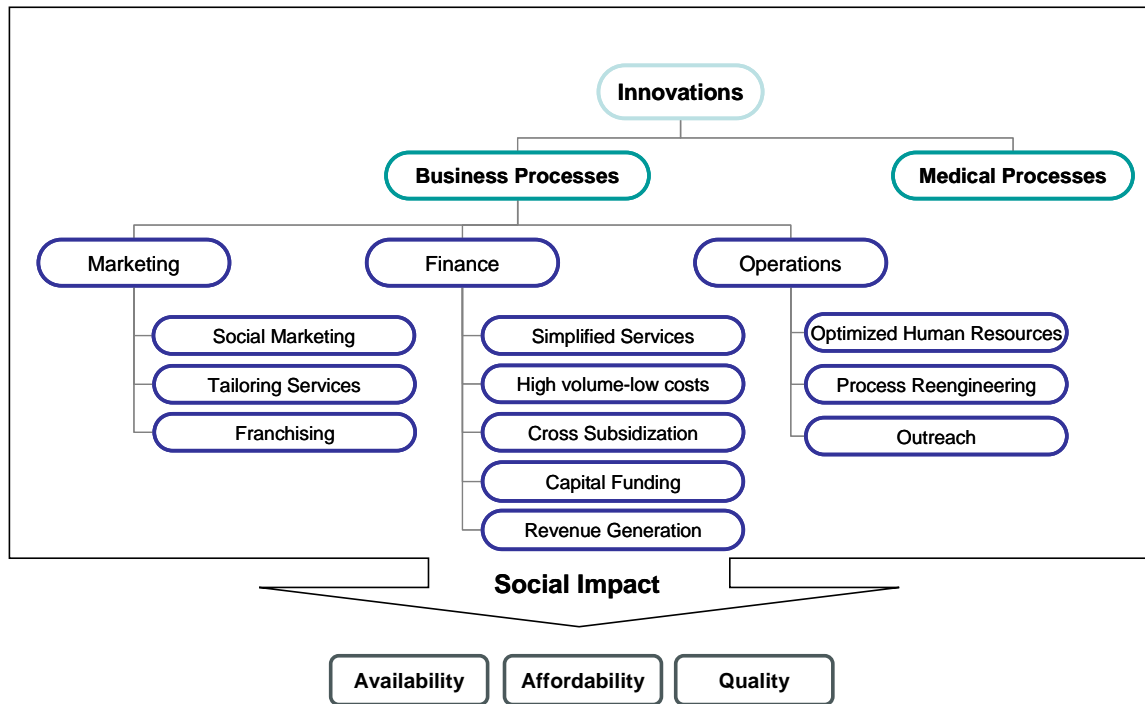 Innovations
Business Processes
Medical Processes
Marketing
Finance
Operations
Social Marketing
Tailoring Services
Franchising
Simplified Services
High volume-low costs
Cross Subsidization
Capital Funding
Revenue Generation
Optimized Human Resources
Process Reengineering
Outreach
Social Impact
Availability
Affordability
Quality